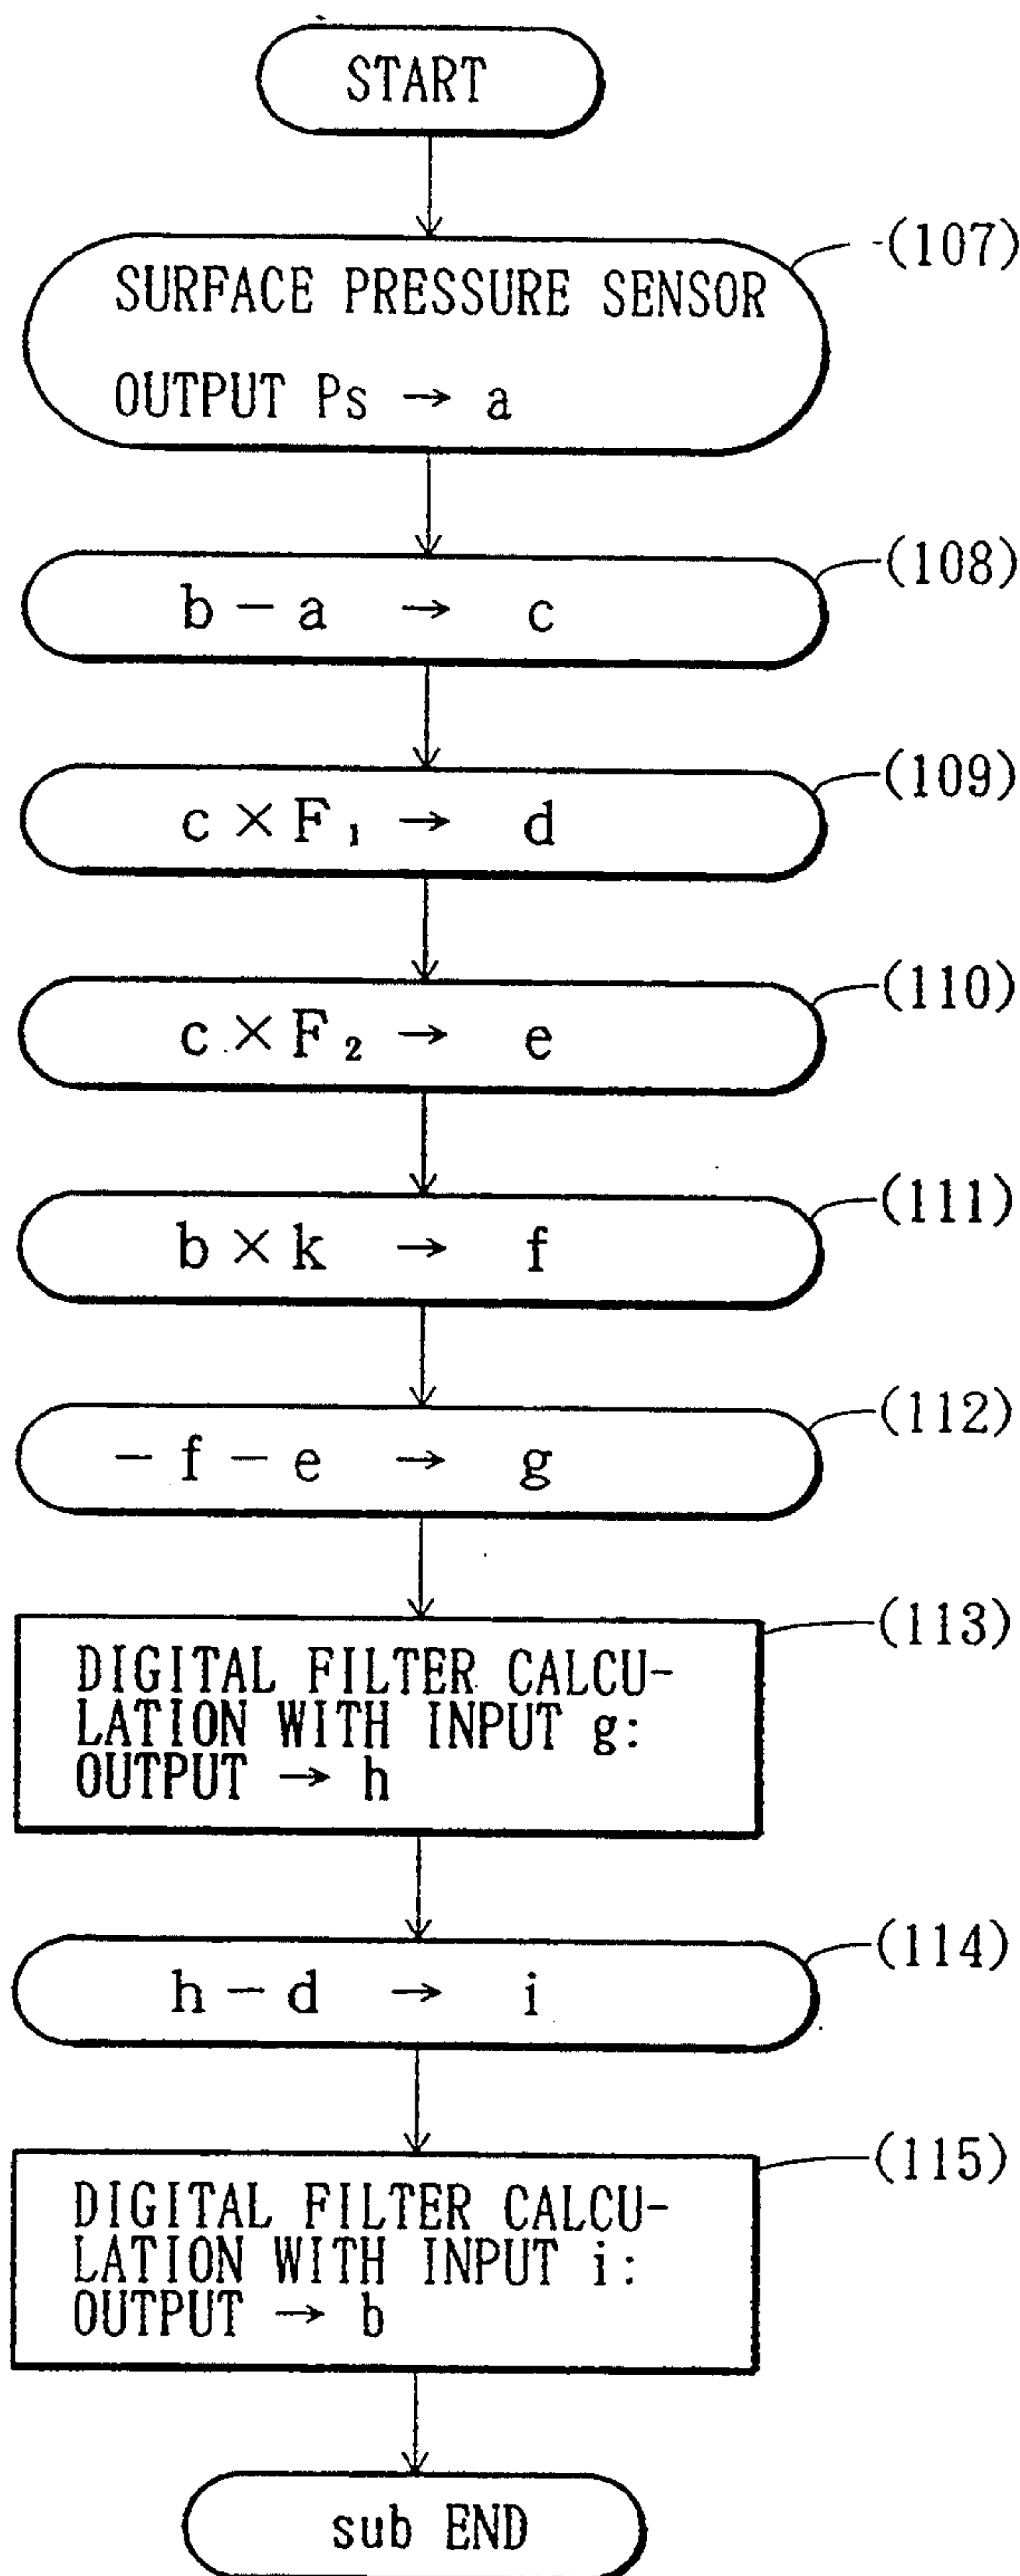 START
(107)
SURFACE PRESSURE SENSOR
OUTPUT Ps → a
(108)
b - a → c
(109)
c × F₁ → d
(110)
c × F₂ → e
(111)
b × k → f
(112)
- f - e → g
(113)
DIGITAL FILTER CALCU-
LATION WITH INPUT g:
OUTPUT → h
(114)
h - d → i
(115)
DIGITAL FILTER CALCU-
LATION WITH INPUT i:
OUTPUT → b
sub END